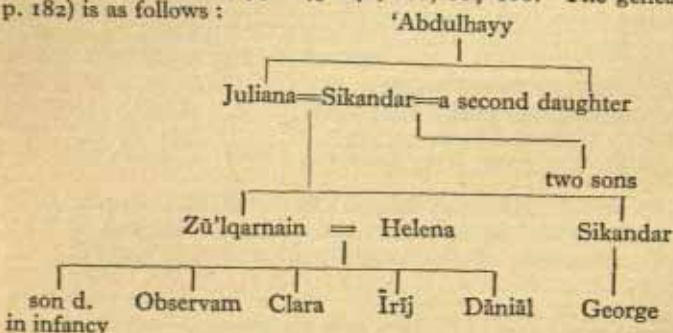 p. 182) is as follows :
'Abdulhayy
Juliana=Sikandar=a second daughter
two sons
Zū'lqarnain = Helena Sikandar
son d. Observam Clara Īrīj Dāniāl George
in infancy